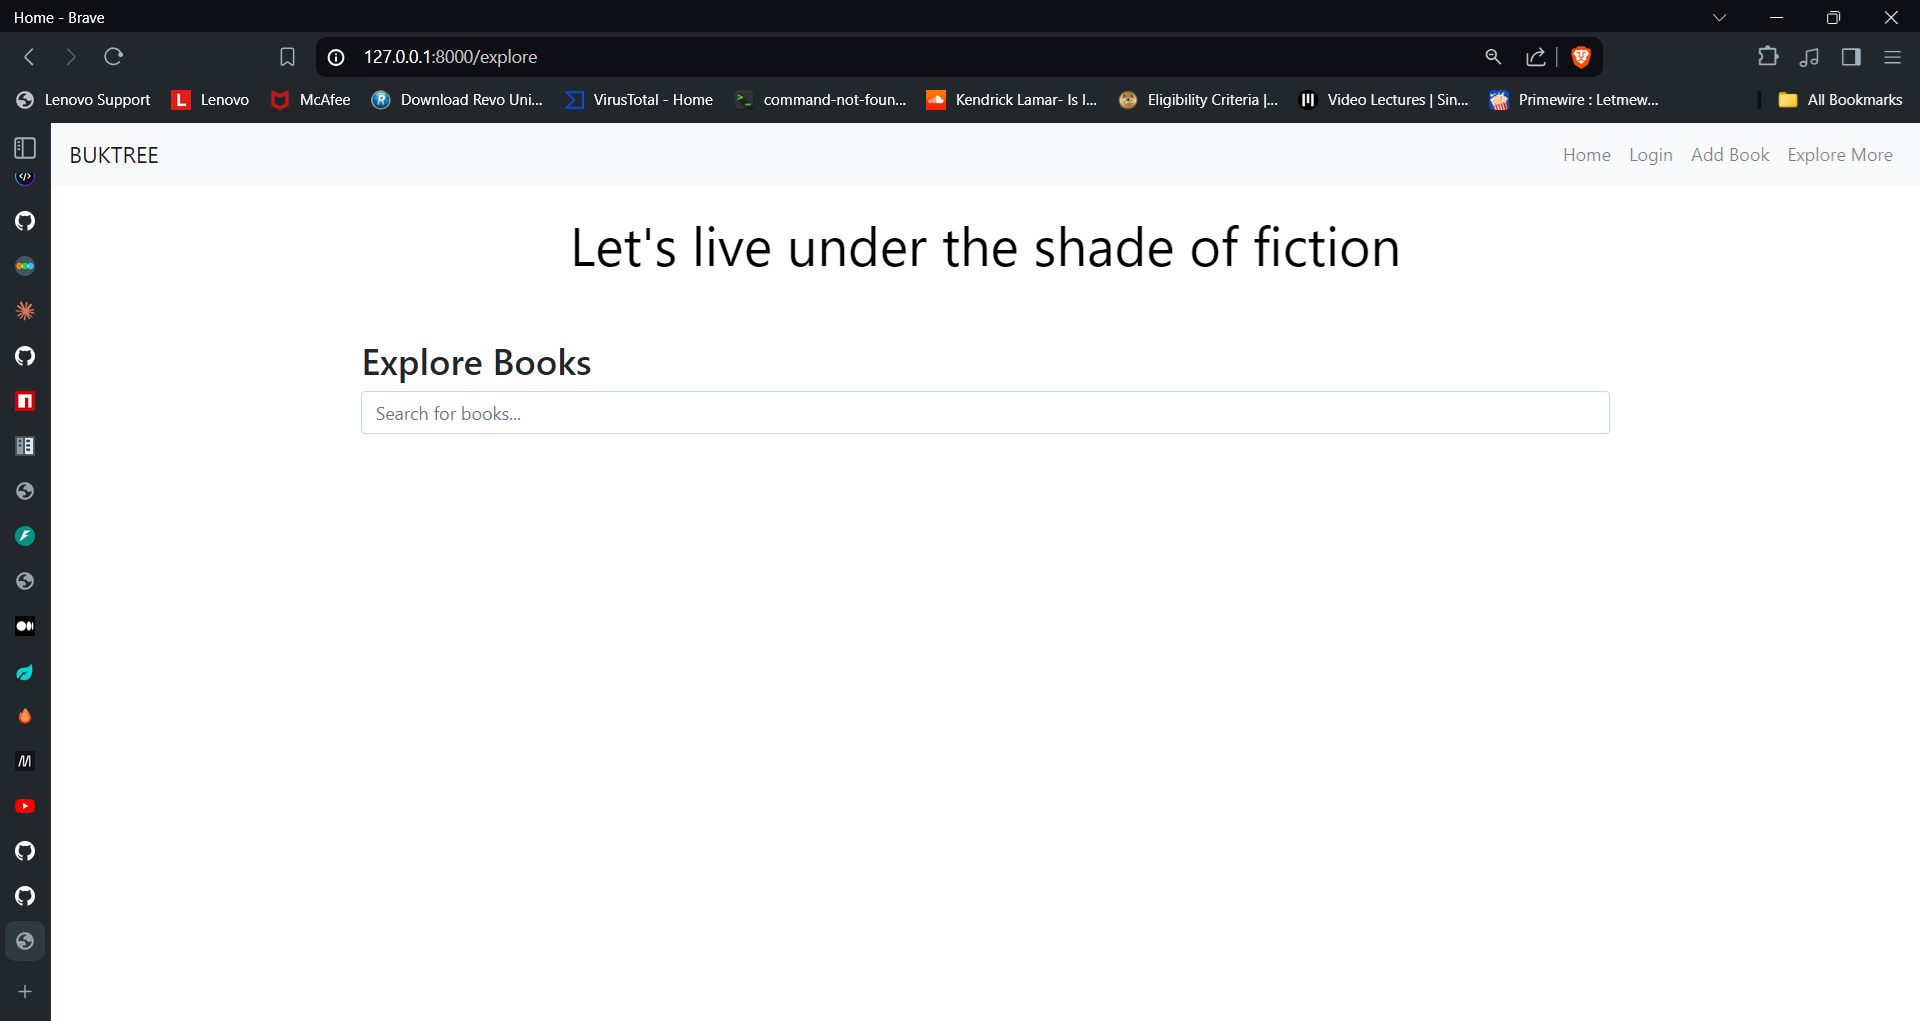 Home - Brave
127.0.0.1:8000/explore
Lenovo Support
L Lenovo
McAfee
R Download Revo Uni...
VirusTotal - Home
command-not-foun...
Kendrick Lamar- Is I...
Eligibility Criteria |...
Video Lectures | Sin...
Primewire : Letmew...
All Bookmarks
BUKTREE
Home Login Add Book Explore More
Let's live under the shade of fiction
Explore Books
Search for books...